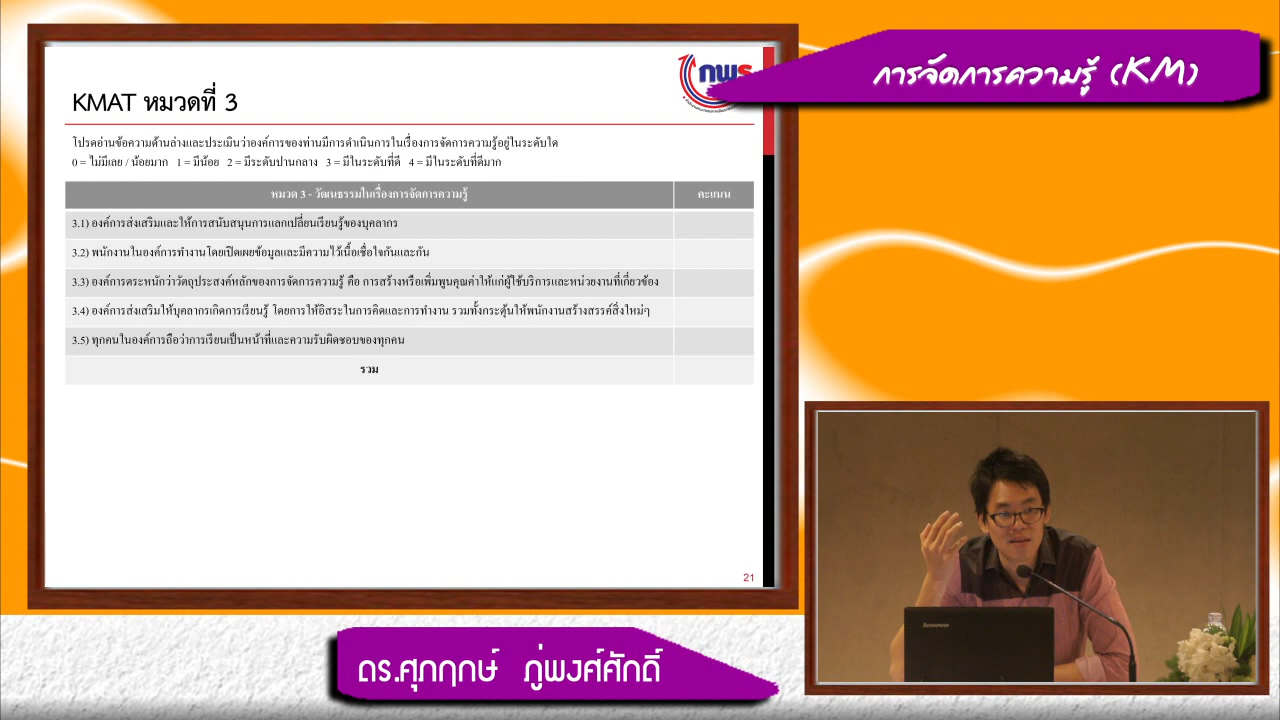 การจัดการความรู้ (KM)
กพร
KMAT หมวดที่ 3
โปรดอ่านข้อความด้านล่างและประเมินว่าองค์การของท่านมีการดำเนินการในเรื่องการจัดการความรู้อยู่ในระดับใด
0 = ไม่มีเลย / น้อยมาก 1 = มีน้อย 2 = มีระดับปานกลาง 3 = มีในระดับที่ดี 4 = มีในระดับที่ดีมาก
หมวด 3 - วัฒนธรรมในเรื่องการจัดการความรู้ คะแนน
3.1) องค์การส่งเสริมและให้การสนับสนุนการแลกเปลี่ยนเรียนรู้ของบุคลากร
3.2) พนักงานในองค์การทำงานโดยเปิดเผยข้อมูลและมีความไว้เนื้อเชื่อใจกันและกัน
3.3) องค์การตระหนักว่าวัตถุประสงค์หลักของการจัดการความรู้ คือ การสร้างหรือเพิ่มพูนคุณค่าให้แก่ผู้ใช้บริการและหน่วยงานที่เกี่ยวข้อง
3.4) องค์การส่งเสริมให้บุคลากรเกิดการเรียนรู้ โดยการให้อิสระในการคิดและการทำงาน รวมทั้งกระตุ้นให้พนักงานสร้างสรรค์สิ่งใหม่ๆ
3.5) ทุกคนในองค์การถือว่าการเรียนเป็นหน้าที่และความรับผิดชอบของทุกคน
รวม
21
lenovo
ดร.ศุภฤกษ์ ภู่พงศ์ศักดิ์